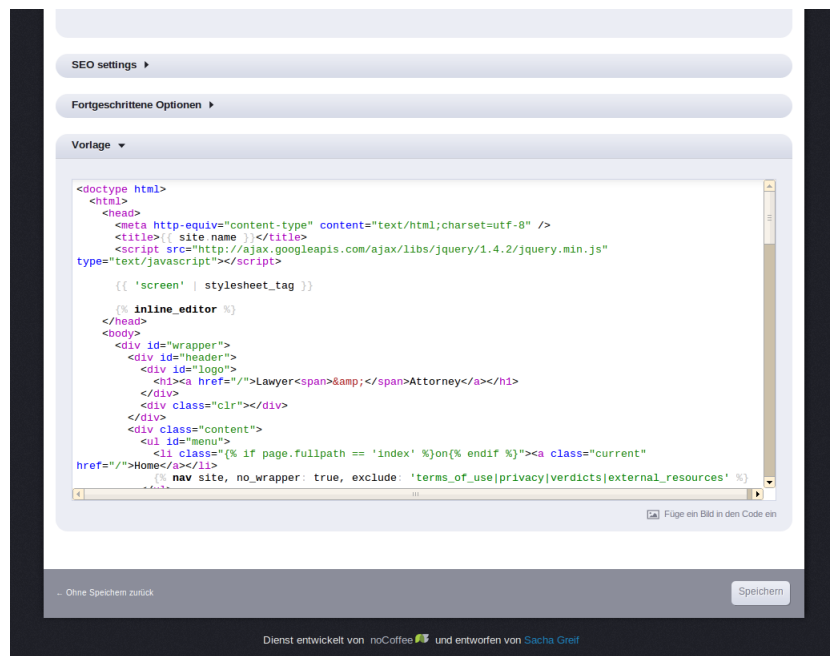 SEO settings
Fortgeschrittene Optionen
Vorlage
<doctype html>
<html>
<head>
<meta http-equiv="content-type" content="text/html;charset=utf-8" />
<title>{{ site.name }}</title>
<script src="http://ajax.googleapis.com/ajax/libs/jquery/1.4.2/jquery.min.js"
type="text/javascript"></script>
{{ 'screen' | stylesheet_tag }}
{% inline_editor %}
</head>
<body>
<div id="wrapper">
<div id="header">
<div id="logo">
<h1><a href="/">Lawyer<span>&amp;</span>Attorney</a></h1>
</div>
<div class="clr"></div>
</div>
<div class="content">
<ul id="menu">
<li class="{% if page.fullpath == 'index' %}on{% endif %}"><a class="current"
href="/">Home</a></li>
{% nav site, no_wrapper: true, exclude: 'terms_of_use|privacy|verdicts|external_resources' %}
Füge ein Bild in den Code ein
← Ohne Speichern zurück
Speichern
Dienst entwickelt von noCoffee und entworfen von Sacha Greif